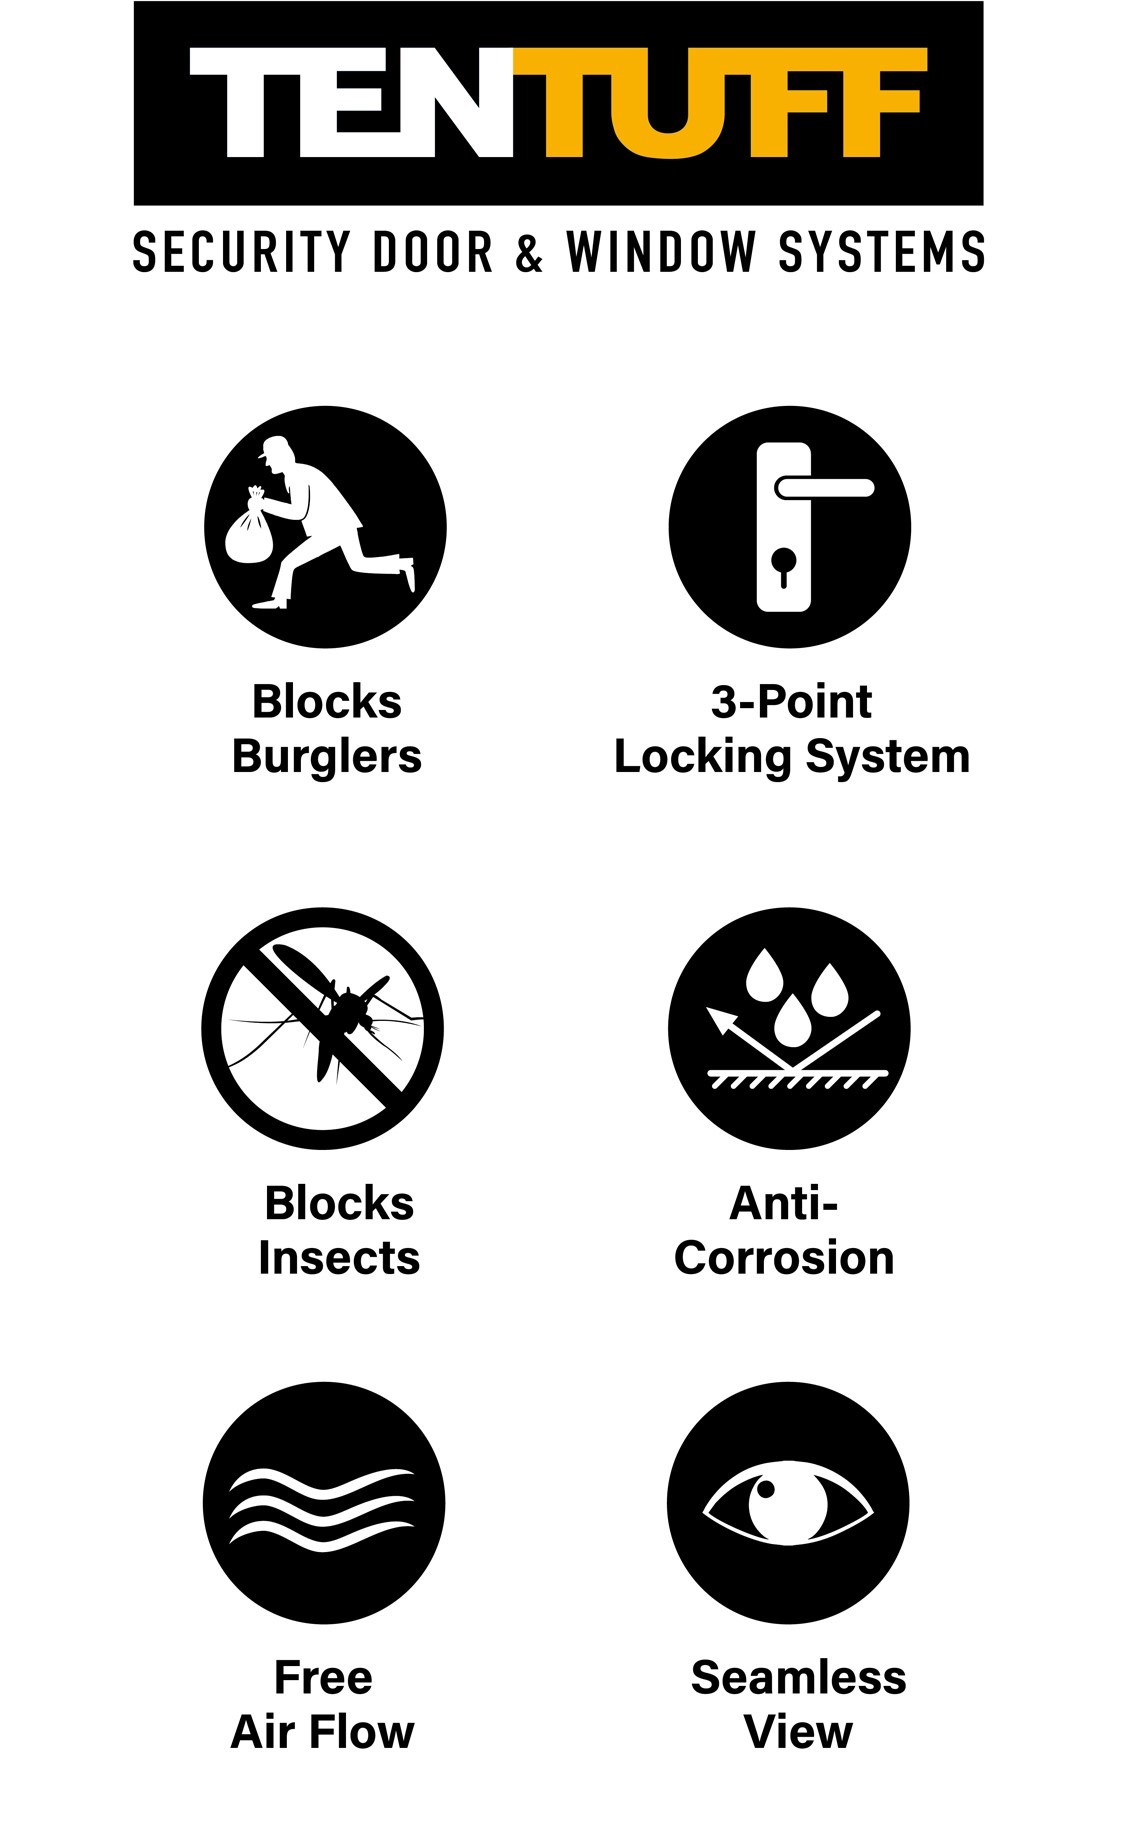 TENTUFF
SECURITY DOOR & WINDOW SYSTEMS
Blocks
Burglers
3-Point
Locking System
Blocks
Insects
Anti-
Corrosion
Free
Air Flow
Seamless
View